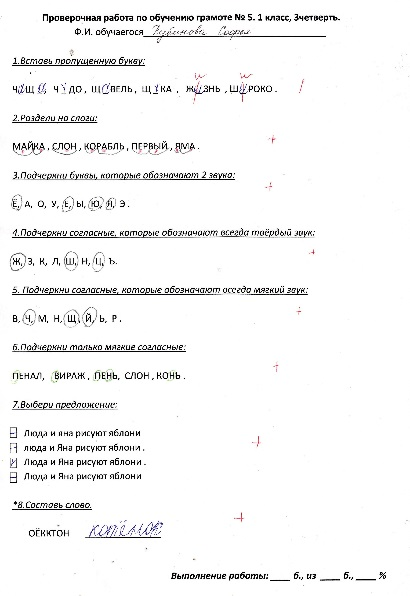 Проверочная работа по обучению грамоте № 5. 1 класс, 3четверть.
Ф.И. обучаегося
1.Вставь пропущенную букву:
ЧАЩА, ЧУДО, ЩАВЕЛЬ, ЩУКА, ЖИЗНЬ, ШИРОКО.
2.Раздели на слоги:
МАЙКА, СЛОН, КОРАБЛЬ, ПЕРВЫЙ, ЯМА.
3.Подчеркни буквы, которые обозначают 2 звука:
Ё, А, О, У, Е, Ы, Ю, Я, Э.
4.Подчеркни согласные, которые обозначают всегда твёрдый звук:
Ж, З, К, Л, Ш, Н, Ц, Ъ.
5. Подчеркни согласные, которые обозначают всегда мягкий звук:
В, Ч, М, Н, Щ, Й, Ь, Р.
6.Подчеркни только мягкие согласные:
ПЕНАЛ, ВИРАЖ, ПЕНЬ, СЛОН, КОНЬ.
7.Выбери предложение:
Люда и яна рисуют яблони
люда и Яна рисуют яблони .
Люда и Яна рисуют яблони .
Люда и Яна рисуют яблони
*8.Составь слово.
ОЁККТОН котёнок
Выполнение работы: ____ б., из ____ б., ____ %